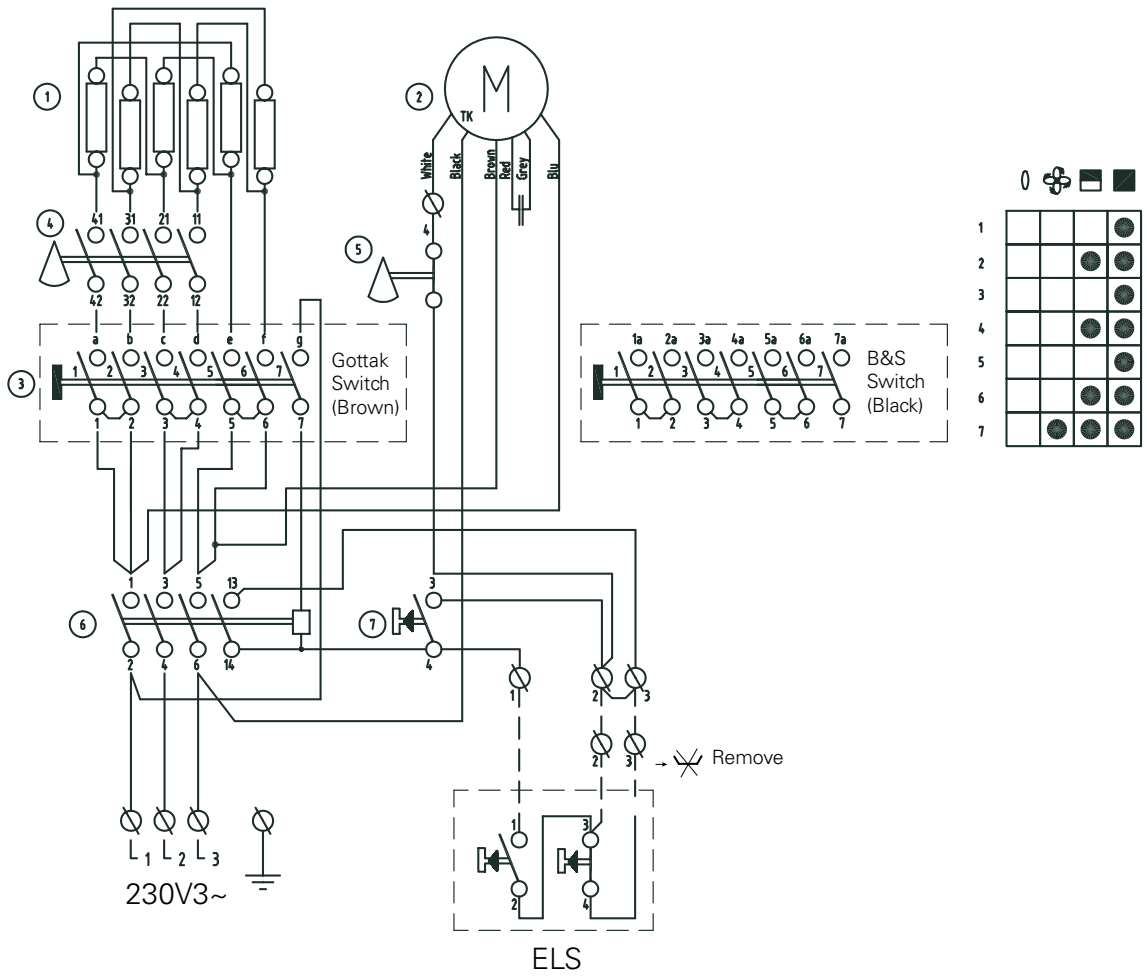 1
2
M
TK
White
Black
Brown
Red
Grey
Blu
4
41 31 21 11
4
5
42 32 22 12
a b c d e f g
1 2 3 4 5 6 7
3
Gottak
Switch
(Brown)
1 2 3 4 5 6 7
1a 2a 3a 4a 5a 6a 7a
1 2 3 4 5 6 7
B&S
Switch
(Black)
1 2 3 4 5 6 7
1
2
3
4
5
6
7
1 3 5 13
3
6
7
2 4 6 14
4
1 2 3
2 3
Remove
1 3
2 4
L 1 L 2 L 3
230V3~
ELS